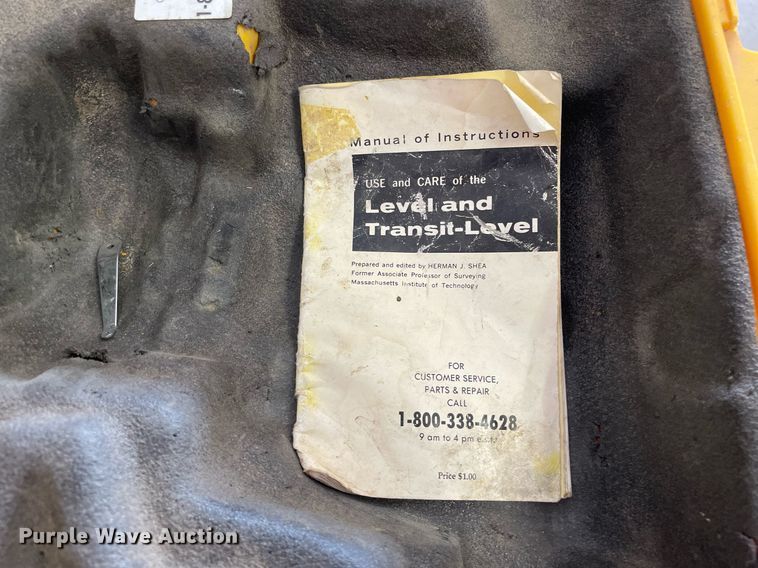 Manual of Instructions
USE and CARE of the
Level and
Transit-Level
Prepared and edited by HERMAN J. SHEA
Former Associate Professor of Surveying
Massachusetts Institute of Technology
FOR
CUSTOMER SERVICE,
PARTS & REPAIR
CALL
1-800-338-4628
9 am to 4 pm
Price $1.00
Purple Wave Auction